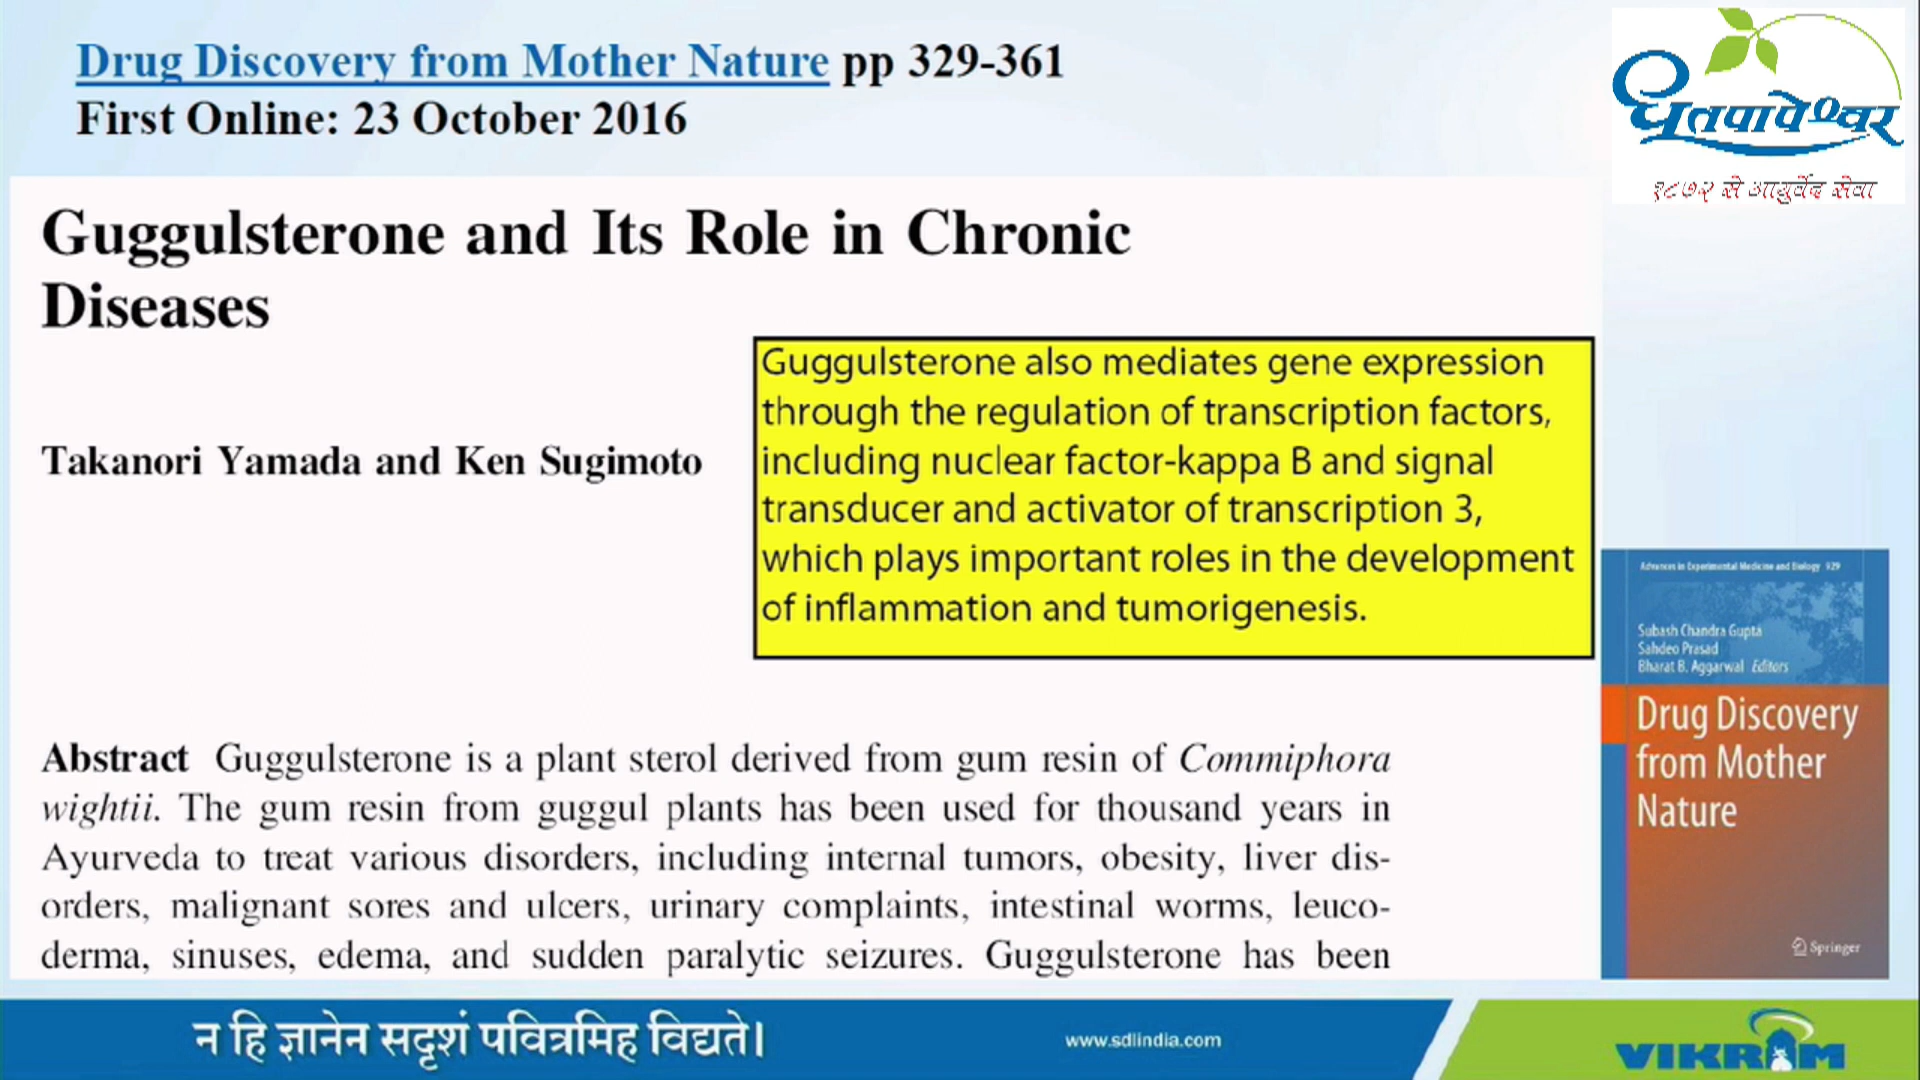 Drug Discovery from Mother Nature pp 329-361
First Online: 23 October 2016
धूतपापेश्वर
१८७२ से आयुर्वेद सेवा
Guggulsterone and Its Role in Chronic
Diseases
Takanori Yamada and Ken Sugimoto
Guggulsterone also mediates gene expression
through the regulation of transcription factors,
including nuclear factor-kappa B and signal
transducer and activator of transcription 3,
which plays important roles in the development
of inflammation and tumorigenesis.
Abstract Guggulsterone is a plant sterol derived from gum resin of Commiphora
wightii. The gum resin from guggul plants has been used for thousand years in
Ayurveda to treat various disorders, including internal tumors, obesity, liver dis-
orders, malignant sores and ulcers, urinary complaints, intestinal worms, leuco-
derma, sinuses, edema, and sudden paralytic seizures. Guggulsterone has been
Advances in Experimental Medicine and Biology 929
Subash Chandra Gupta
Sahdeo Prasad
Bharat B. Aggarwal Editors
Drug Discovery
from Mother
Nature
Springer
न हि ज्ञानेन सदृशं पवित्रमिह विद्यते।
www.sdlindia.com
VIKRAM